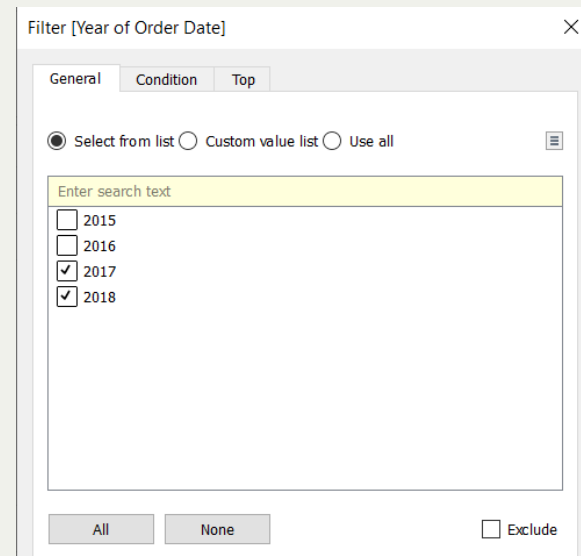 Filter [Year of Order Date]
General Condition Top
Select from list Custom value list Use all
Enter search text
2015
2016
2017
2018
All None Exclude